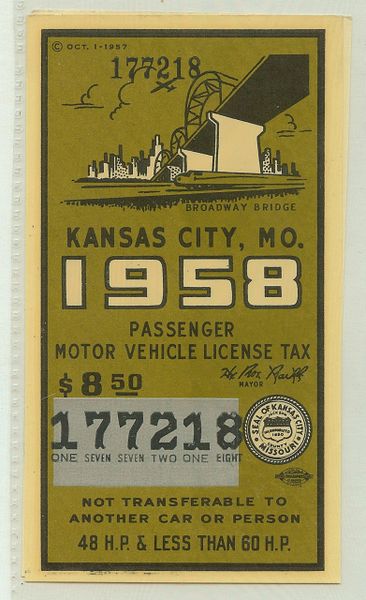 © OCT. 1-1957
177218
BROADWAY BRIDGE
KANSAS CITY, MO.
1958
PASSENGER
MOTOR VEHICLE LICENSE TAX
$ 8 50
MAYOR
177218
ONE SEVEN SEVEN TWO ONE EIGHT
SEAL OF KANSAS CITY
MISSOURI
NOT TRANSFERABLE TO
ANOTHER CAR OR PERSON
48 H.P. & LESS THAN 60 H.P.